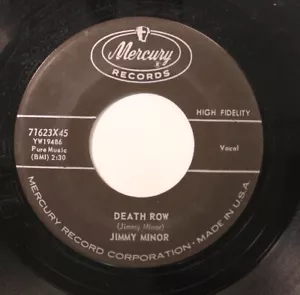 Mercury
RECORDS
HIGH FIDELITY
71623X45
YW19486
Pure Music
(BMI) 2:30
Vocal
DEATH ROW
(Jimmy Minor)
JIMMY MINOR
MERCURY RECORD CORPORATION • MADE IN U.S.A.